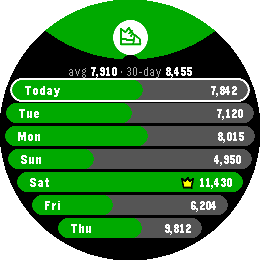 avg 7,910 · 30-day 8,455
Today 7,842
Tue 7,120
Mon 8,015
Sun 4,950
Sat 11,430
Fri 6,204
Thu 9,812